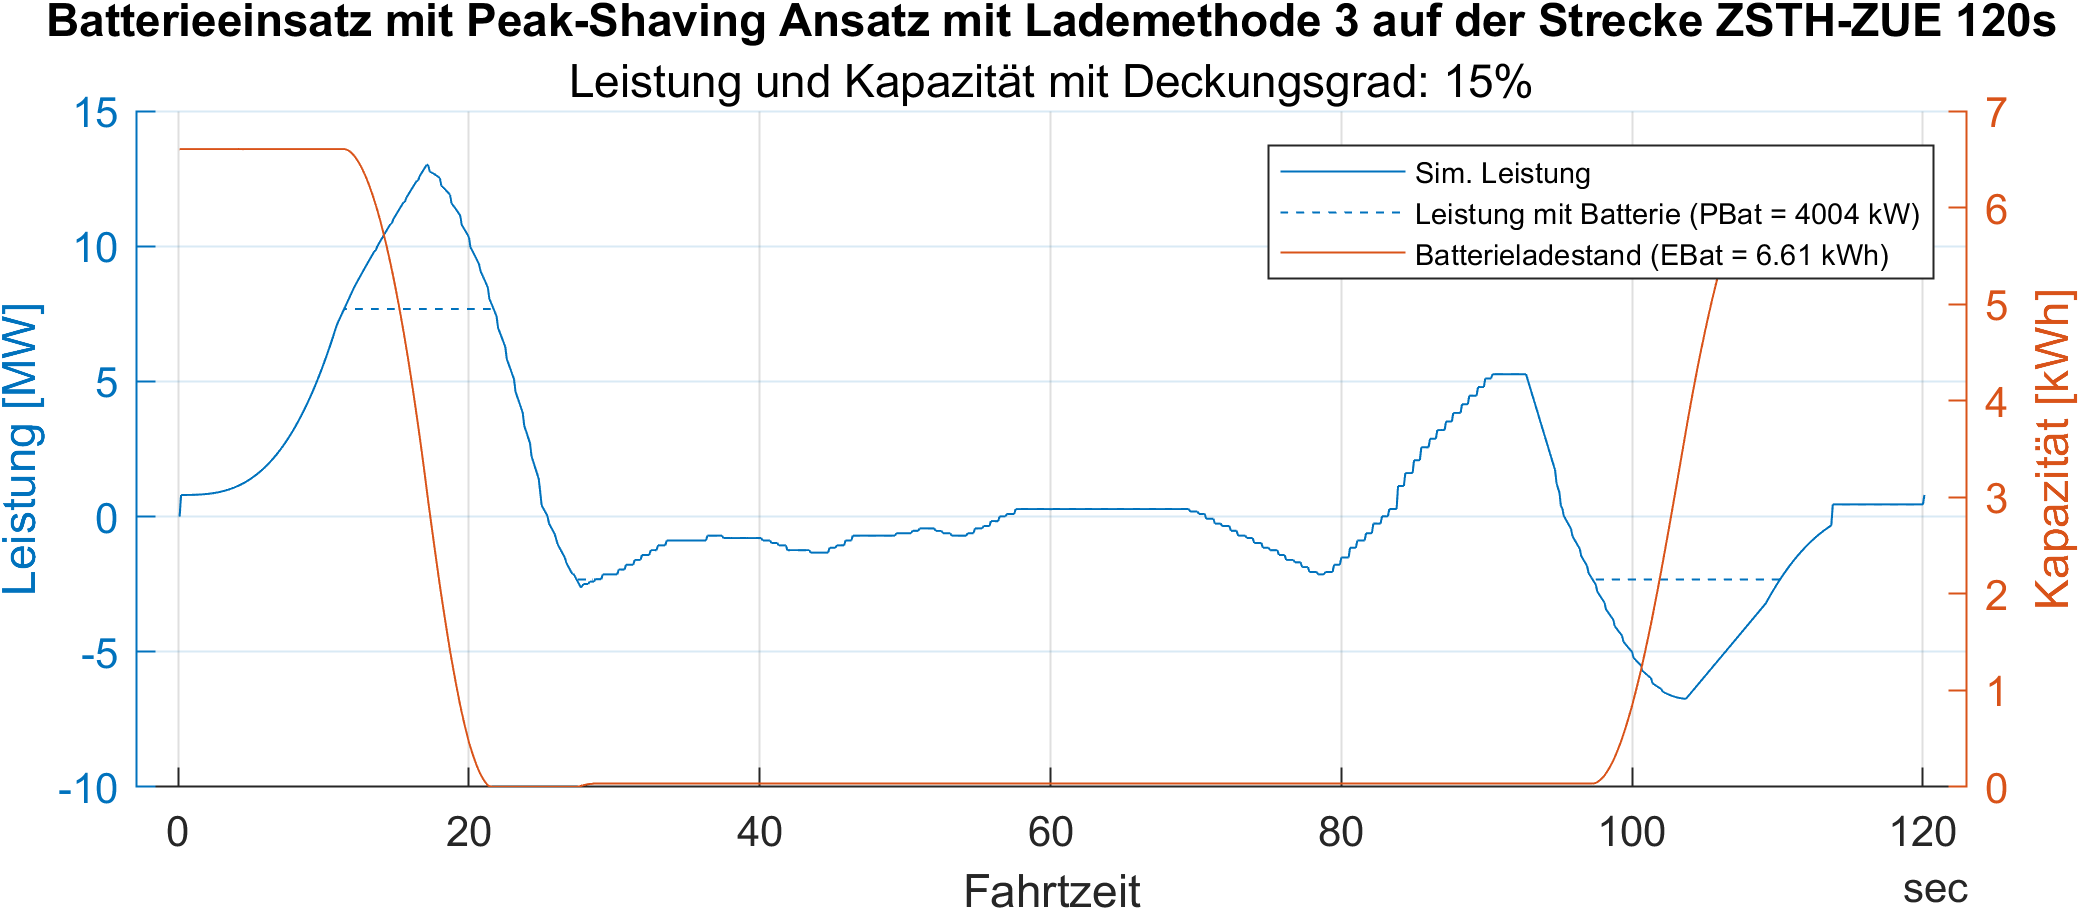 Batterieeinsatz mit Peak-Shaving Ansatz mit Lademethode 3 auf der Strecke ZSTH-ZUE 120s
Leistung und Kapazität mit Deckungsgrad: 15%
15
10
5
0
-5
-10
Leistung [MW]
Sim. Leistung
Leistung mit Batterie (PBat = 4004 kW)
Batterieladestand (EBat = 6.61 kWh)
7
6
5
4
3
2
1
0
Kapazität [kWh]
0 20 40 60 80 100 120
Fahrtzeit
sec